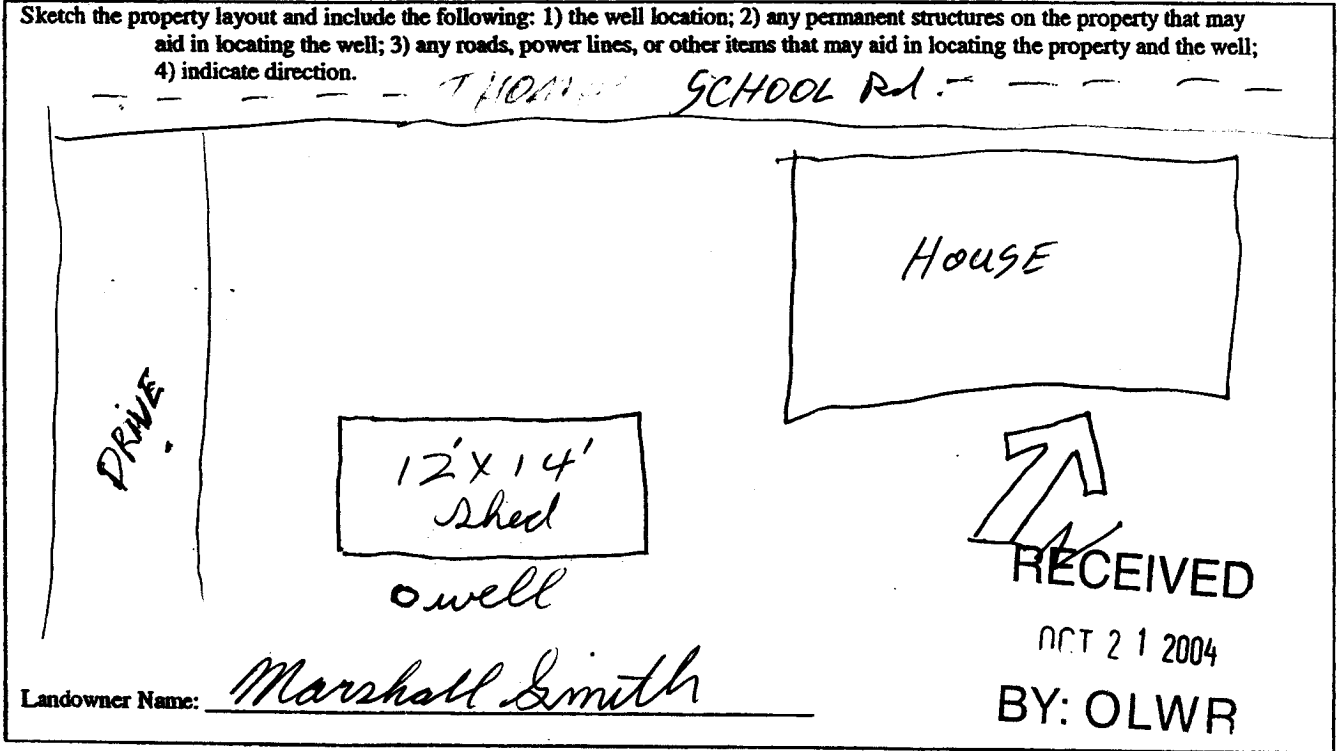 Sketch the property layout and include the following: 1) the well location; 2) any permanent structures on the property that may
aid in locating the well; 3) any roads, power lines, or other items that may aid in locating the property and the well;
4) indicate direction.
SCHOOL Rd.
HOUSE
DRIVE
12'X14'
Shed
well
N
RECEIVED
OCT 21 2004
BY: OLWR
Landowner Name: Marshall Smith